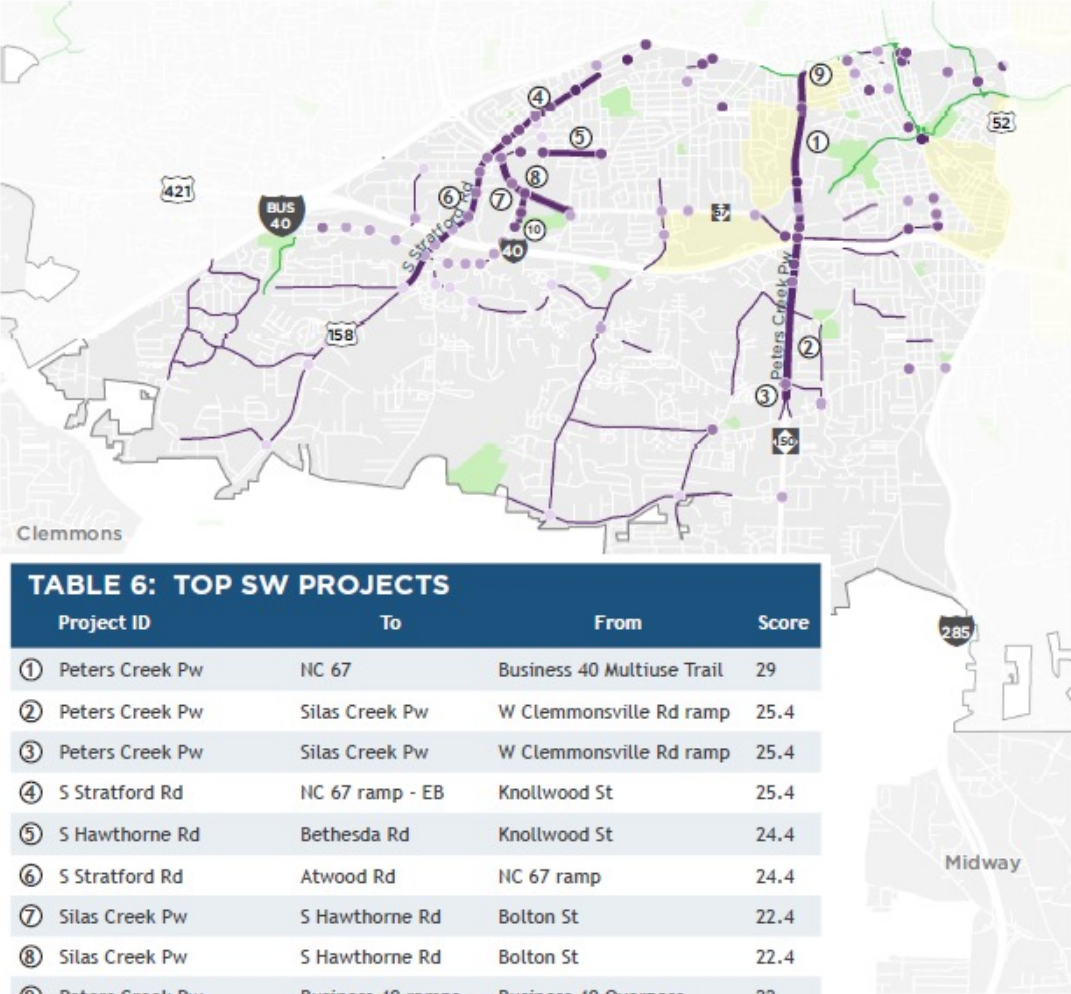 9
4
1
52
5
421
8
BUS
40
6
7
67
S Stratford Rd
10
40
Peters Creek Pw
158
2
3
150
Clemmons
TABLE 6: TOP SW PROJECTS
Project ID To From Score
1 Peters Creek Pw NC 67 Business 40 Multiuse Trail 29
2 Peters Creek Pw Silas Creek Pw W Clemmonsville Rd ramp 25.4
3 Peters Creek Pw Silas Creek Pw W Clemmonsville Rd ramp 25.4
4 S Stratford Rd NC 67 ramp - EB Knollwood St 25.4
5 S Hawthorne Rd Bethesda Rd Knollwood St 24.4
6 S Stratford Rd Atwood Rd NC 67 ramp 24.4
7 Silas Creek Pw S Hawthorne Rd Bolton St 22.4
8 Silas Creek Pw S Hawthorne Rd Bolton St 22.4
285
Midway